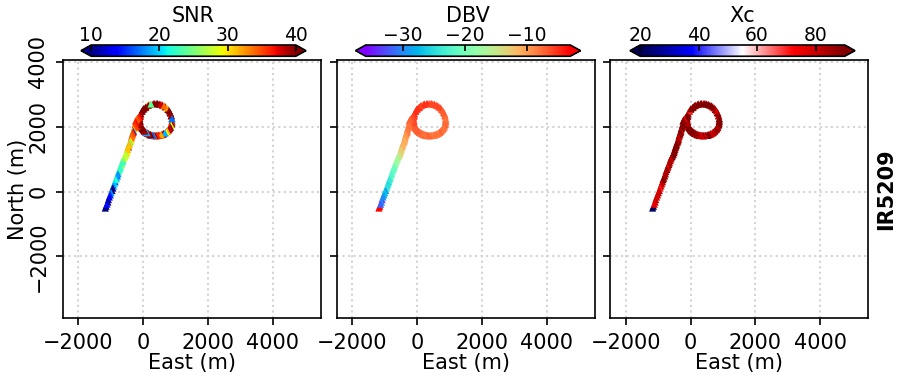 SNR DBV Xc
10 20 30 40 −30 −20 −10 20 40 60 80
4000
2000
0
−2000
North (m)
IR5209
−2000 0 2000 4000 −2000 0 2000 4000 −2000 0 2000 4000
East (m) East (m) East (m)